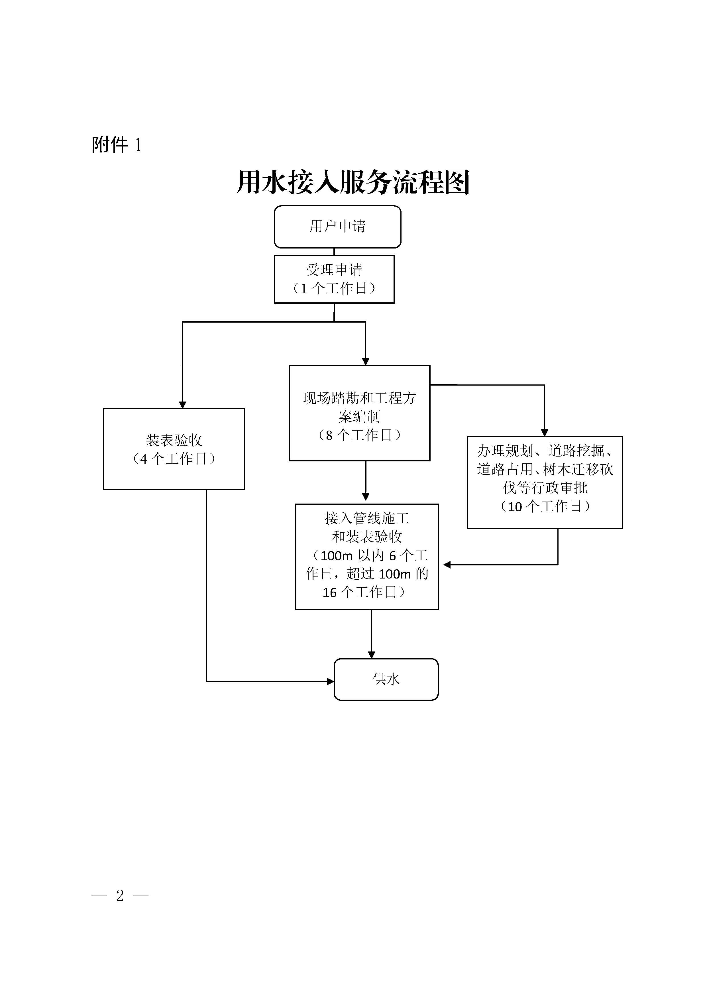 附件 1
用水接入服务流程图
用户申请
受理申请
（1 个工作日）
现场踏勘和工程方
案编制
（8 个工作日）
装表验收
（4 个工作日）
办理规划、道路挖掘、
道路占用、树木迁移砍
伐等行政审批
（10 个工作日）
接入管线施工
和装表验收
（100m 以内 6 个工
作日，超过 100m 的
16 个工作日）
供水
— 2 —